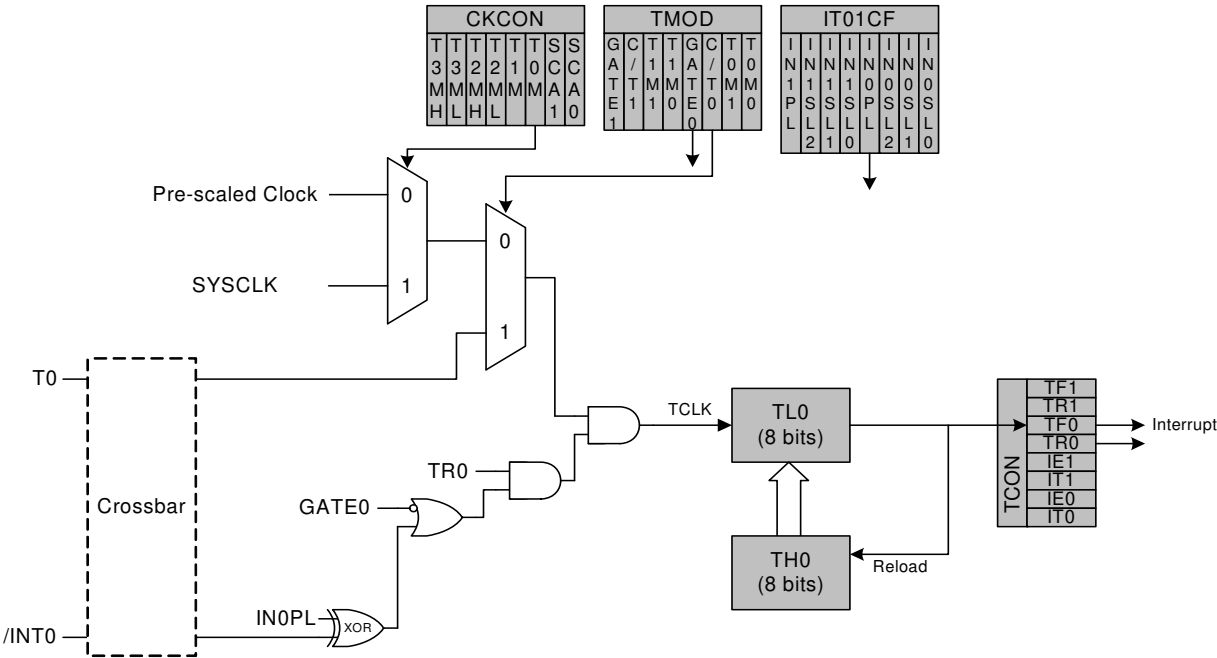 CKCON
T3MH
T3ML
T2MH
T2ML
T1M
T0M
SCA1
SCA0
TMOD
GATE1
C/T1
T1M1
T1M0
GATE0
C/T0
T0M1
T0M0
IT01CF
IN1PL
IN1SL2
IN1SL1
IN1SL0
IN0PL
IN0SL2
IN0SL1
IN0SL0
Pre-scaled Clock
0
SYSCLK
1
0
1
T0
Crossbar
/INT0
TR0
GATE0
IN0PL
XOR
TCLK
TL0
(8 bits)
TH0
(8 bits)
Reload
TCON
TF1
TR1
TF0
TR0
IE1
IT1
IE0
IT0
Interrupt